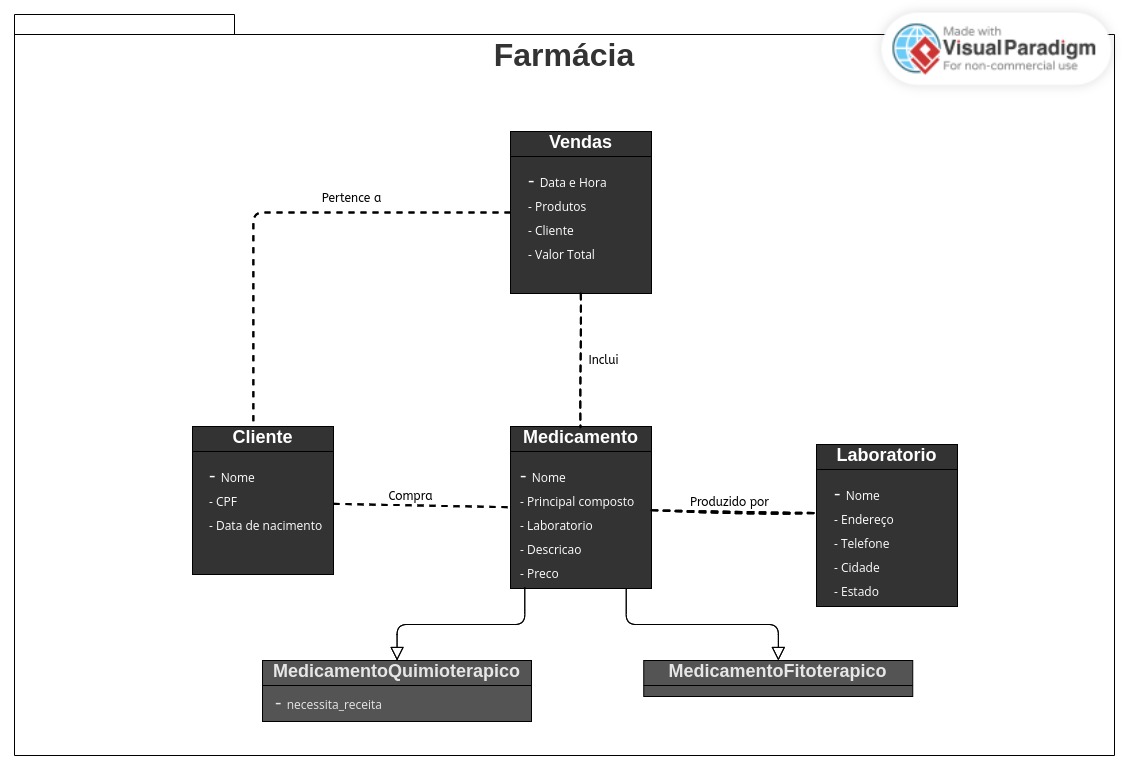 Farmácia
Made with
VisualParadigm
For non-commercial use
Vendas
- Data e Hora
- Produtos
- Cliente
- Valor Total
Pertence a
Inclui
Cliente
- Nome
- CPF
- Data de nacimento
Compra
Medicamento
- Nome
- Principal composto
- Laboratorio
- Descricao
- Preco
Produzido por
Laboratorio
- Nome
- Endereço
- Telefone
- Cidade
- Estado
MedicamentoQuimioterapico
- necessita_receita
MedicamentoFitoterapico